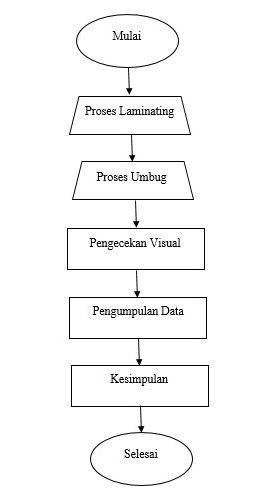 Mulai
Proses Laminating
Proses Umbug
Pengecekan Visual
Pengumpulan Data
Kesimpulan
Selesai